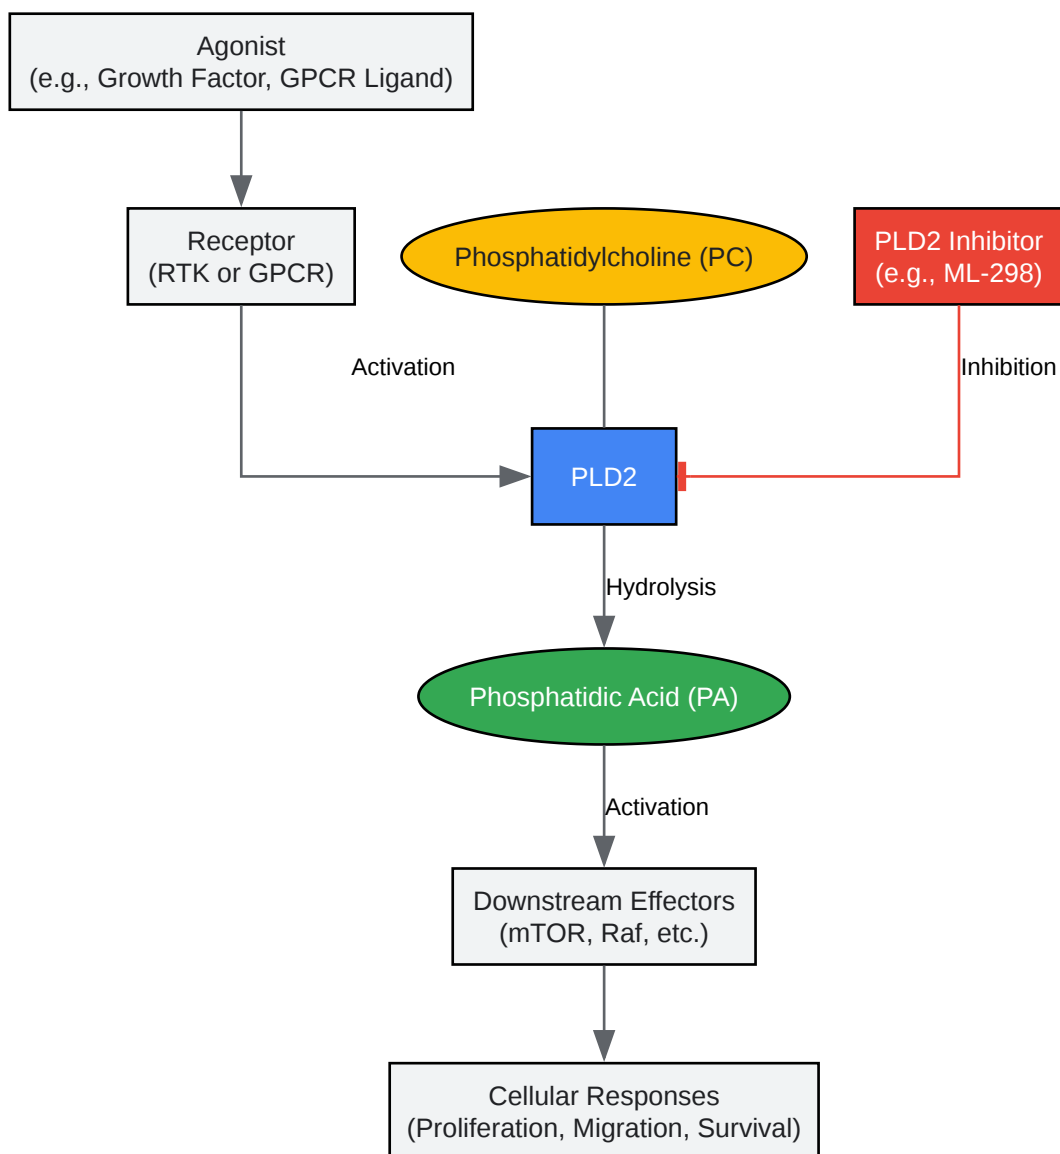 Agonist
(e.g., Growth Factor, GPCR Ligand)
Receptor
(RTK or GPCR)
Phosphatidylcholine (PC)
PLD2 Inhibitor
(e.g., ML-298)
Activation
Inhibition
PLD2
Hydrolysis
Phosphatidic Acid (PA)
Activation
Downstream Effectors
(mTOR, Raf, etc.)
Cellular Responses
(Proliferation, Migration, Survival)